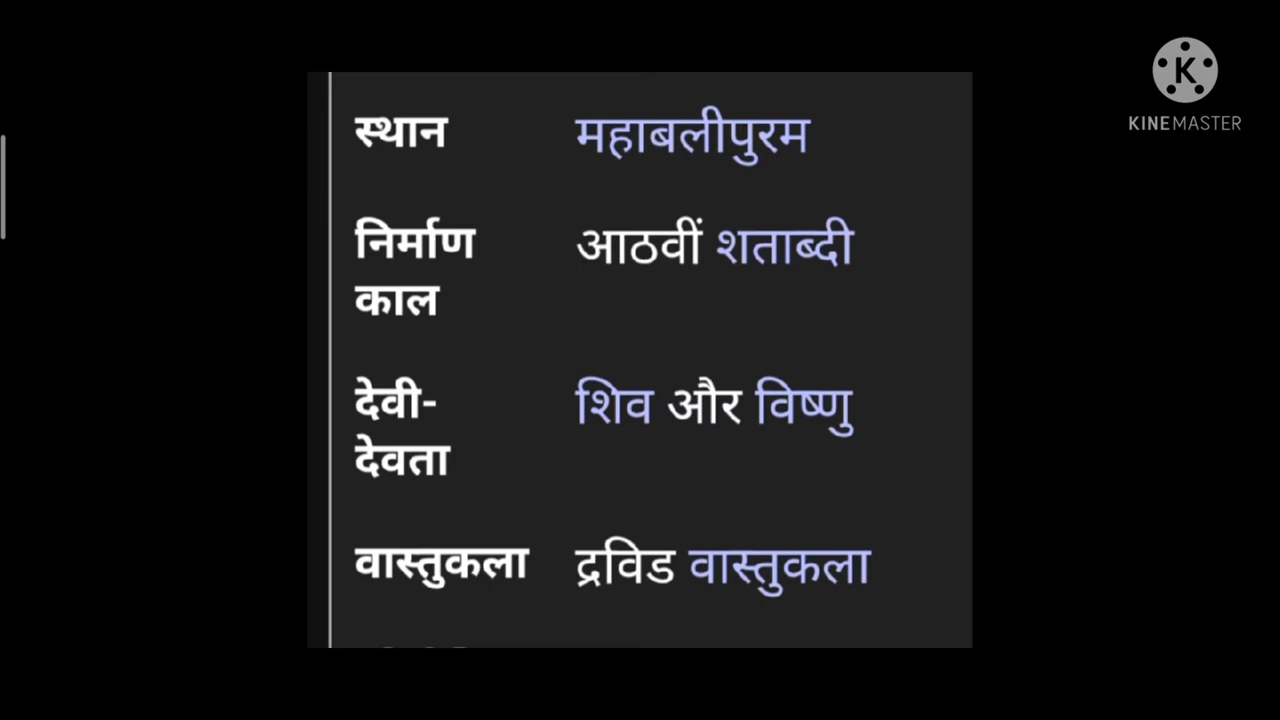 स्थान महाबलीपुरम
निर्माण आठवीं शताब्दी
काल
देवी- शिव और विष्णु
देवता
वास्तुकला द्रविड वास्तुकला
K
KINEMASTER